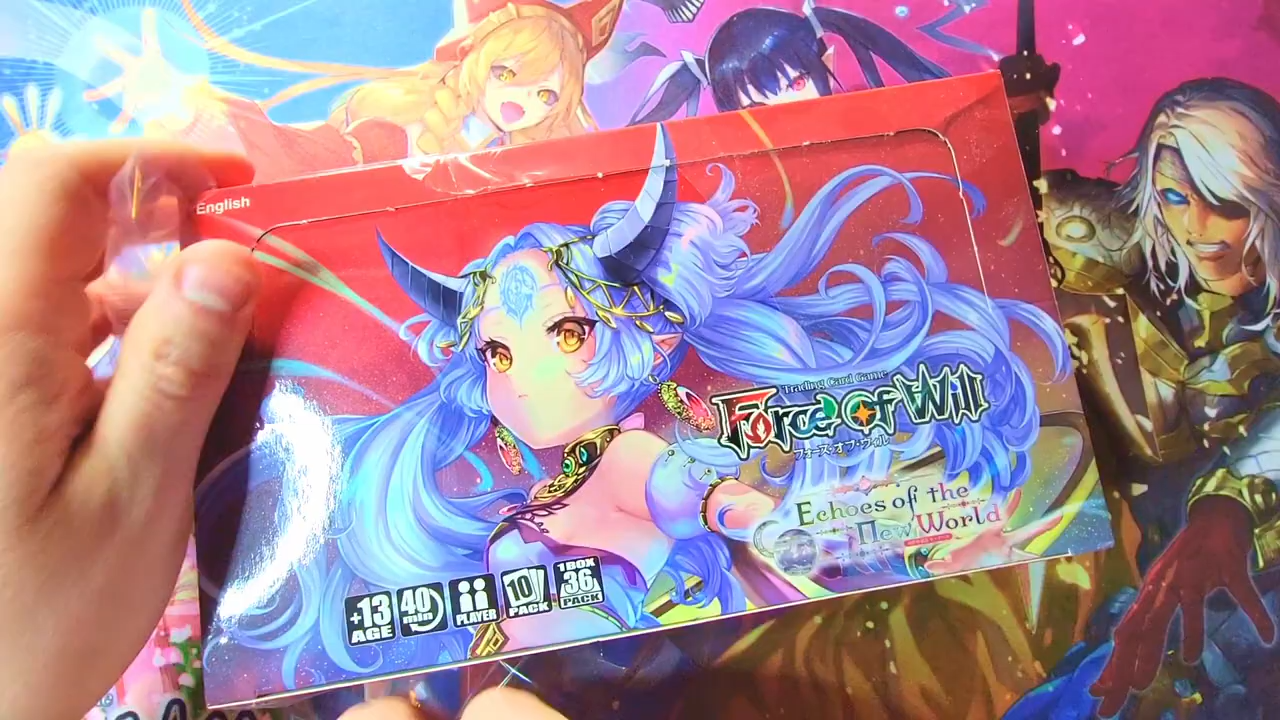 English
Trading Card Game
Force Of Will
フォース・オブ・ウィル
Echoes of the
New World
+13
AGE
40
min
PLAYER
10
PACK
1BOX
36
PACK